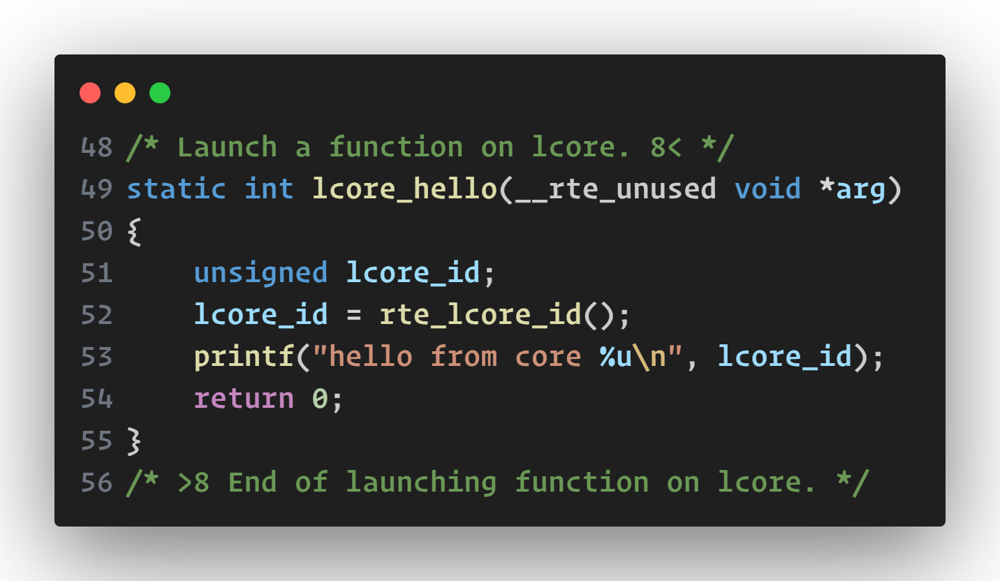 48 /* Launch a function on lcore. 8< */
49 static int lcore_hello(__rte_unused void *arg)
50 {
51     unsigned lcore_id;
52     lcore_id = rte_lcore_id();
53     printf("hello from core %u\n", lcore_id);
54     return 0;
55 }
56 /* >8 End of launching function on lcore. */